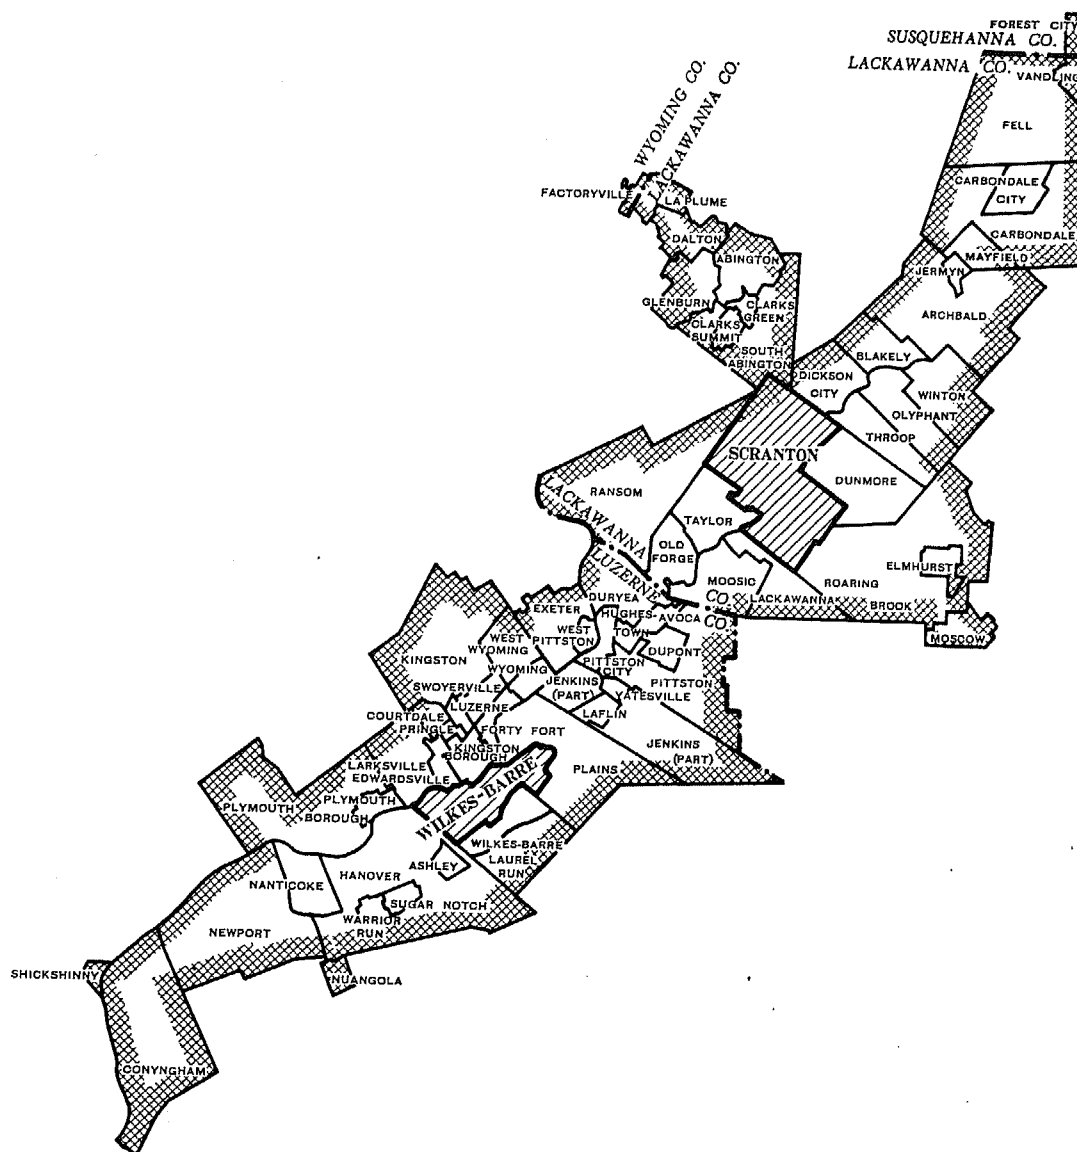 FOREST CITY
SUSQUEHANNA CO.
LACKAWANNA CO.
VANDLING
WYOMING CO.
LACKAWANNA CO.
FELL
CARBONDALE
CITY
FACTORYVILLE
LA PLUME
CARBONDALE
DALTON
ABINGTON
MAYFIELD
JERMYN
GLENBURN
CLARKS
GREEN
CLARKS
SUMMIT
ARCHBALD
SOUTH
ABINGTON
BLAKELY
DICKSON
CITY
WINTON
OLYPHANT
THROOP
SCRANTON
DUNMORE
RANSOM
LACKAWANNA CO.
LUZERNE CO.
TAYLOR
OLD
FORGE
MOOSIC
ELMHURST
ROARING
BROOK
LACKAWANNA
MOSCOW
DURYEA
EXETER
HUGHES-
TOWN
AVOCA
WEST
PITTSTON
WEST
WYOMING
DUPONT
KINGSTON
PITTSTON
CITY
WYOMING
JENKINS
(PART)
PITTSTON
YATESVILLE
SWOYERVILLE
LUZERNE
LAFLIN
COURTDALE
PRINGLE
FORTY FORT
KINGSTON
BOROUGH
JENKINS
(PART)
LARKSVILLE
EDWARDSVILLE
PLAINS
PLYMOUTH
PLYMOUTH
BOROUGH
WILKES-BARRE
WILKES-BARRE
LAUREL
RUN
ASHLEY
HANOVER
NANTICOKE
SUGAR NOTCH
WARRIOR
RUN
NEWPORT
SHICKSHINNY
NUANGOLA
CONYNGHAM